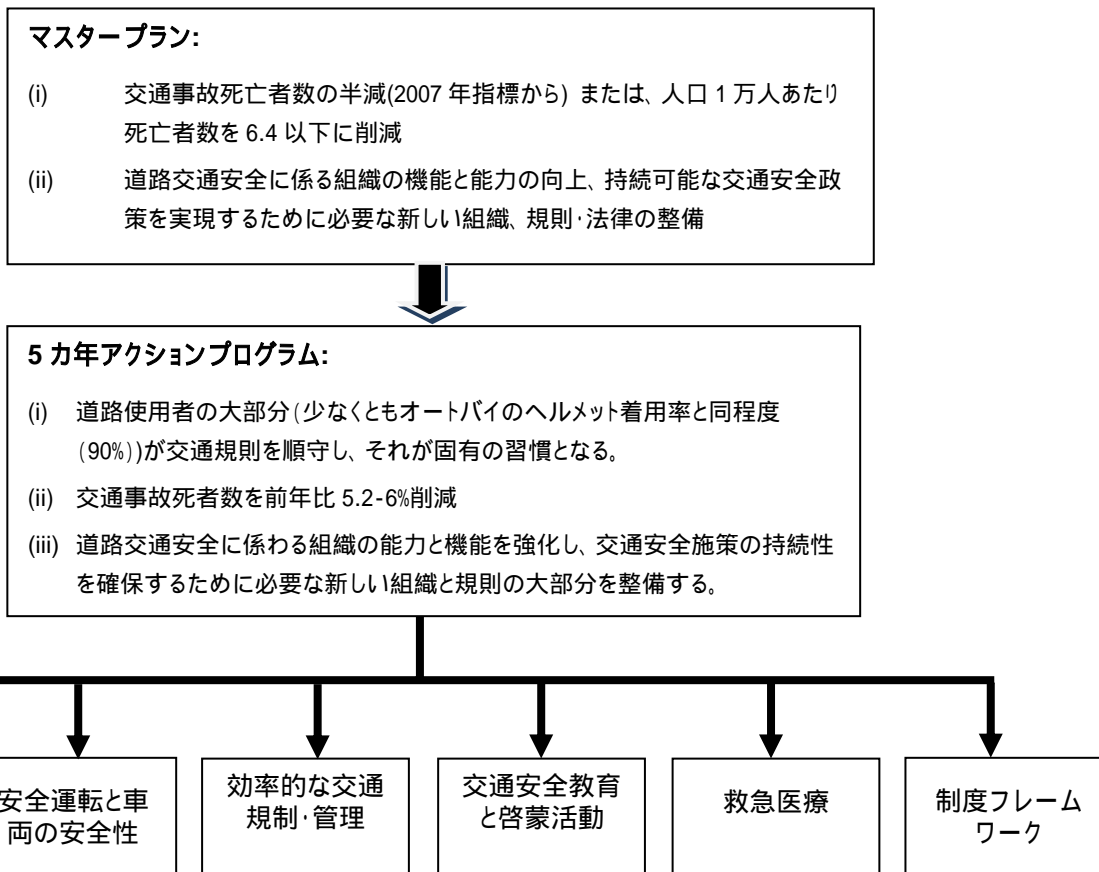 マスタープラン:
(i) 交通事故死亡者数の半減(2007 年指標から) または、人口 1 万人あたり
死亡者数を 6.4 以下に削減
(ii) 道路交通安全に係る組織の機能と能力の向上、持続可能な交通安全政
策を実現するために必要な新しい組織、規則・法律の整備
5 カ年アクションプログラム:
(i) 道路使用者の大部分(少なくともオートバイのヘルメット着用率と同程度
(90%))が交通規則を順守し、それが固有の習慣となる。
(ii) 交通事故死者数を前年比 5.2-6%削減
(iii) 道路交通安全に係わる組織の能力と機能を強化し、交通安全施策の持続性
を確保するために必要な新しい組織と規則の大部分を整備する。
安全運転と車
両の安全性
効率的な交通
規制・管理
交通安全教育
と啓蒙活動
救急医療
制度フレーム
ワーク